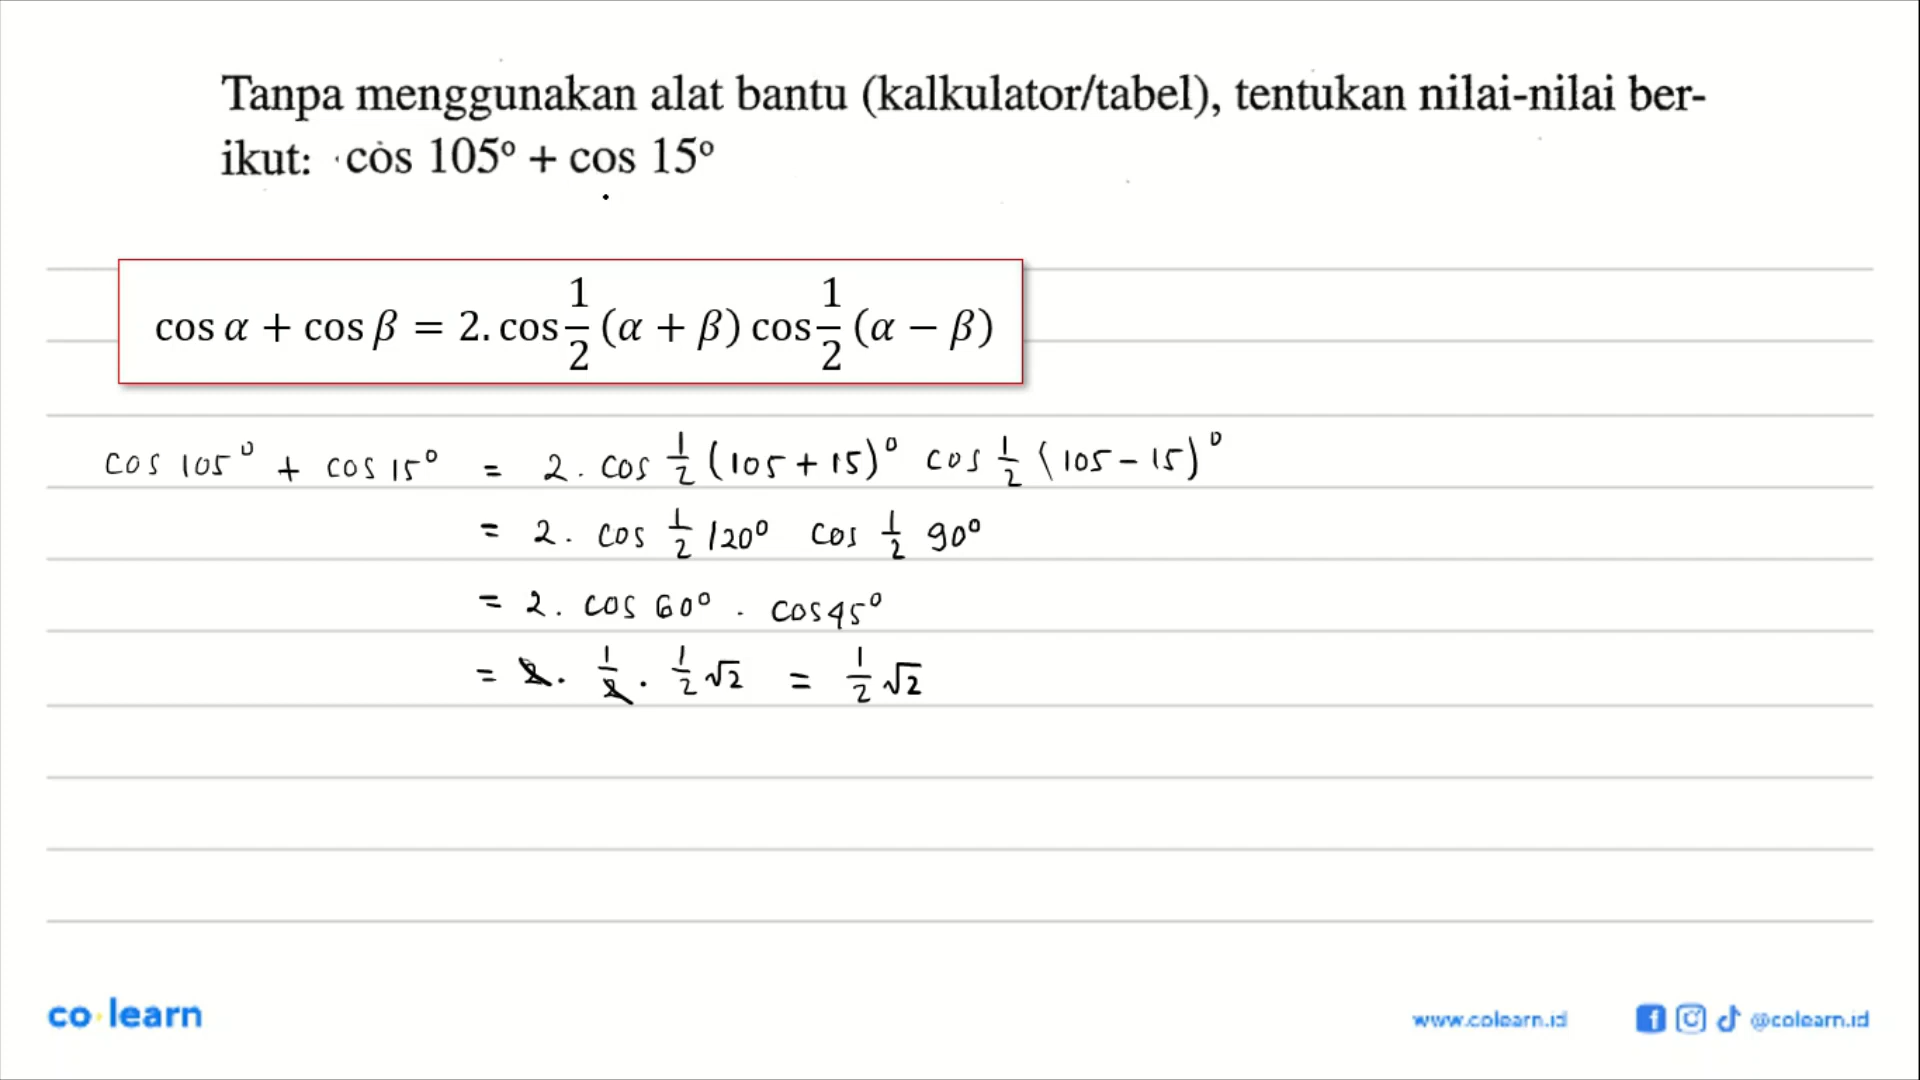 Tanpa menggunakan alat bantu (kalkulator/tabel), tentukan nilai-nilai ber-
ikut: cos 105° + cos 15°
cos α + cos β = 2. cos 1/2 (α + β) cos 1/2 (α − β)
cos 105° + cos 15° = 2. cos 1/2 (105 + 15)° cos 1/2 (105 - 15)°
= 2. cos 1/2 120° cos 1/2 90°
= 2. cos 60° . cos 45°
= 2. 1/2 . 1/2 √2 = 1/2 √2
co learn
www.colearn.id @colearn.id